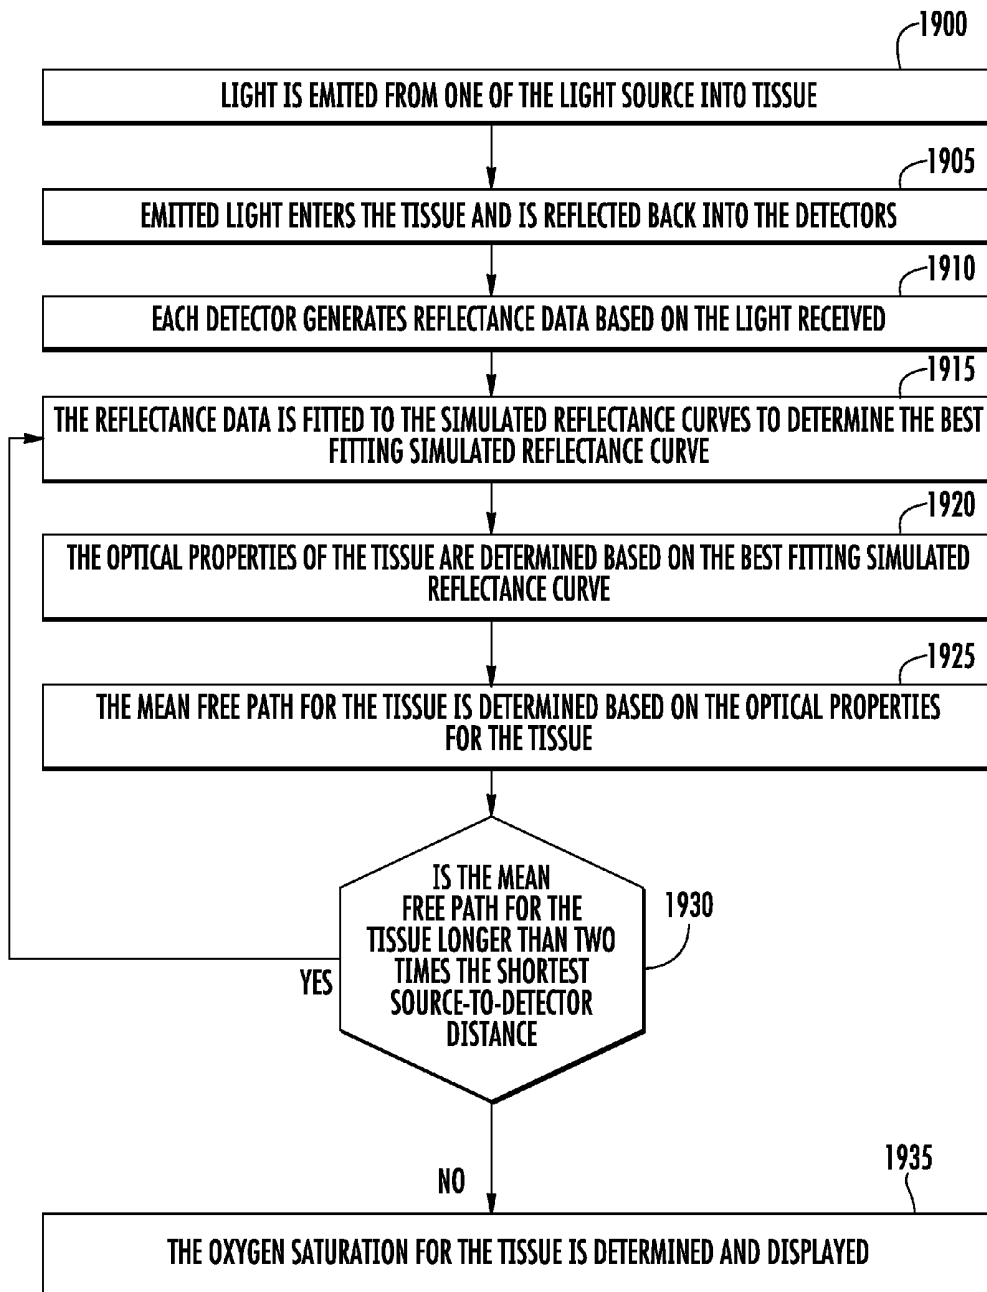 1900
LIGHT IS EMITED FROM ONE OF THE LIGHT SOURCE INTO TISSUE
1905
EMITTED LIGHT ENTERS THE TISSUE AND IS REFLECTED BACK INTO THE DETECTORS
1910
EACH DETECTOR GENERATES REFLECTANCE DATA BASED ON THE LIGHT RECEIVED
1915
THE REFLECTANCE DATA IS FITTED TO THE SIMULATED REFLECTANCE CURVES TO DETERMINE THE BEST
FITTING SIMULATED REFLECTANCE CURVE
1920
THE OPTICAL PROPERTIES OF THE TISSUE ARE DETERMINED BASED ON THE BEST FITTING SIMULATED
REFLECTANCE CURVE
1925
THE MEAN FREE PATH FOR THE TISSUE IS DETERMINED BASED ON THE OPTICAL PROPERTIES
FOR THE TISSUE
IS THE MEAN
FREE PATH FOR THE
TISSUE LONGER THAN TWO
TIMES THE SHORTEST
SOURCE-TO-DETECTOR
DISTANCE
1930
YES
NO
1935
THE OXYGEN SATURATION FOR THE TISSUE IS DETERMINED AND DISPLAYED